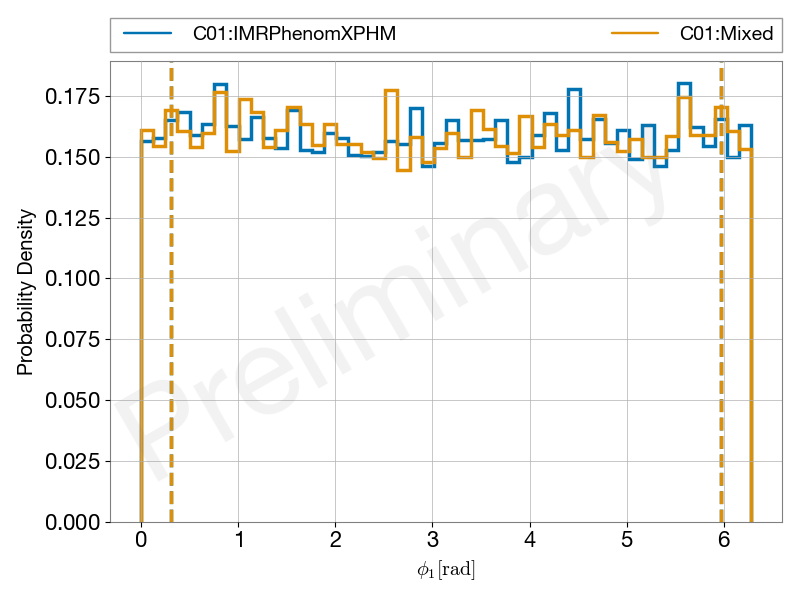 C01:IMRPhenomXPHM C01:Mixed
0.175
0.150
0.125
0.100
0.075
0.050
0.025
0.000
Probability Density
Preliminary
0 1 2 3 4 5 6
ϕ₁[rad]